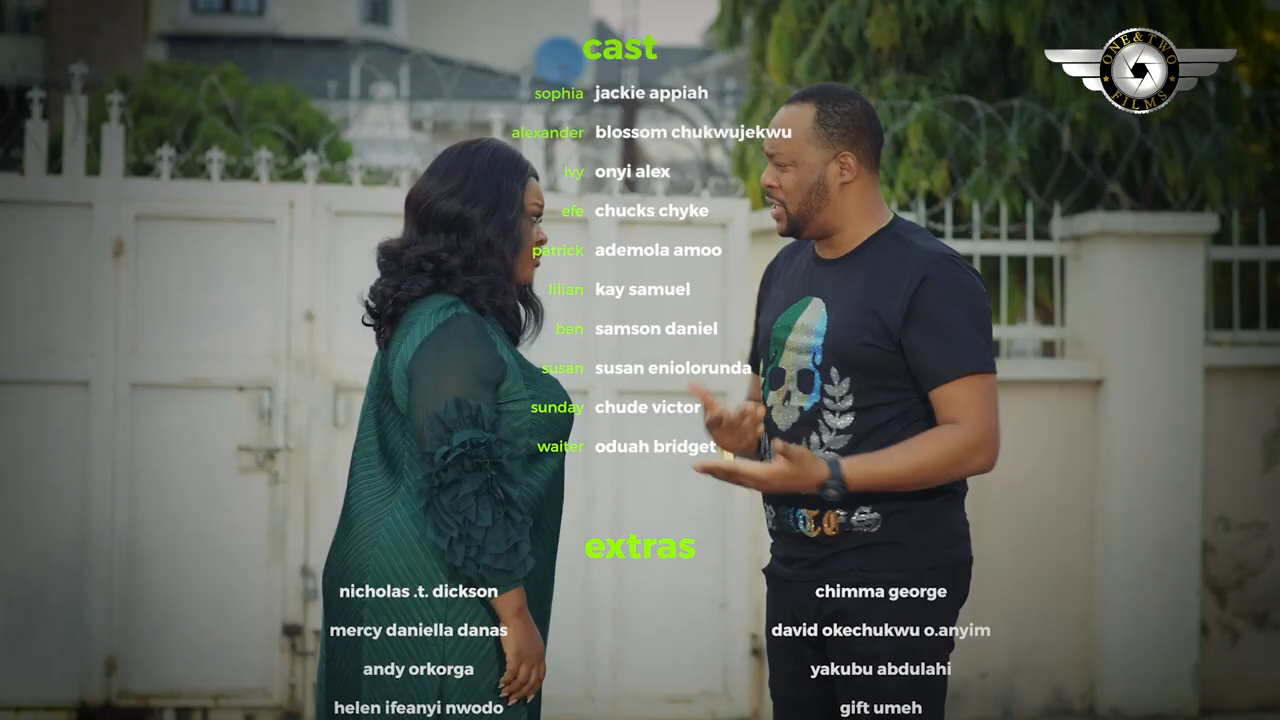 cast
ONE&TWO
FILMS
sophia jackie appiah
alexander blossom chukwujekwu
ivy onyi alex
efe chucks chyke
patrick ademola amoo
lilian kay samuel
ben samson daniel
susan susan eniolorunda
sunday chude victor
waiter oduah bridget
extras
nicholas .t. dickson chimma george
mercy daniella danas david okechukwu o.anyim
andy orkorga yakubu abdulahi
helen ifeanyi nwodo gift umeh